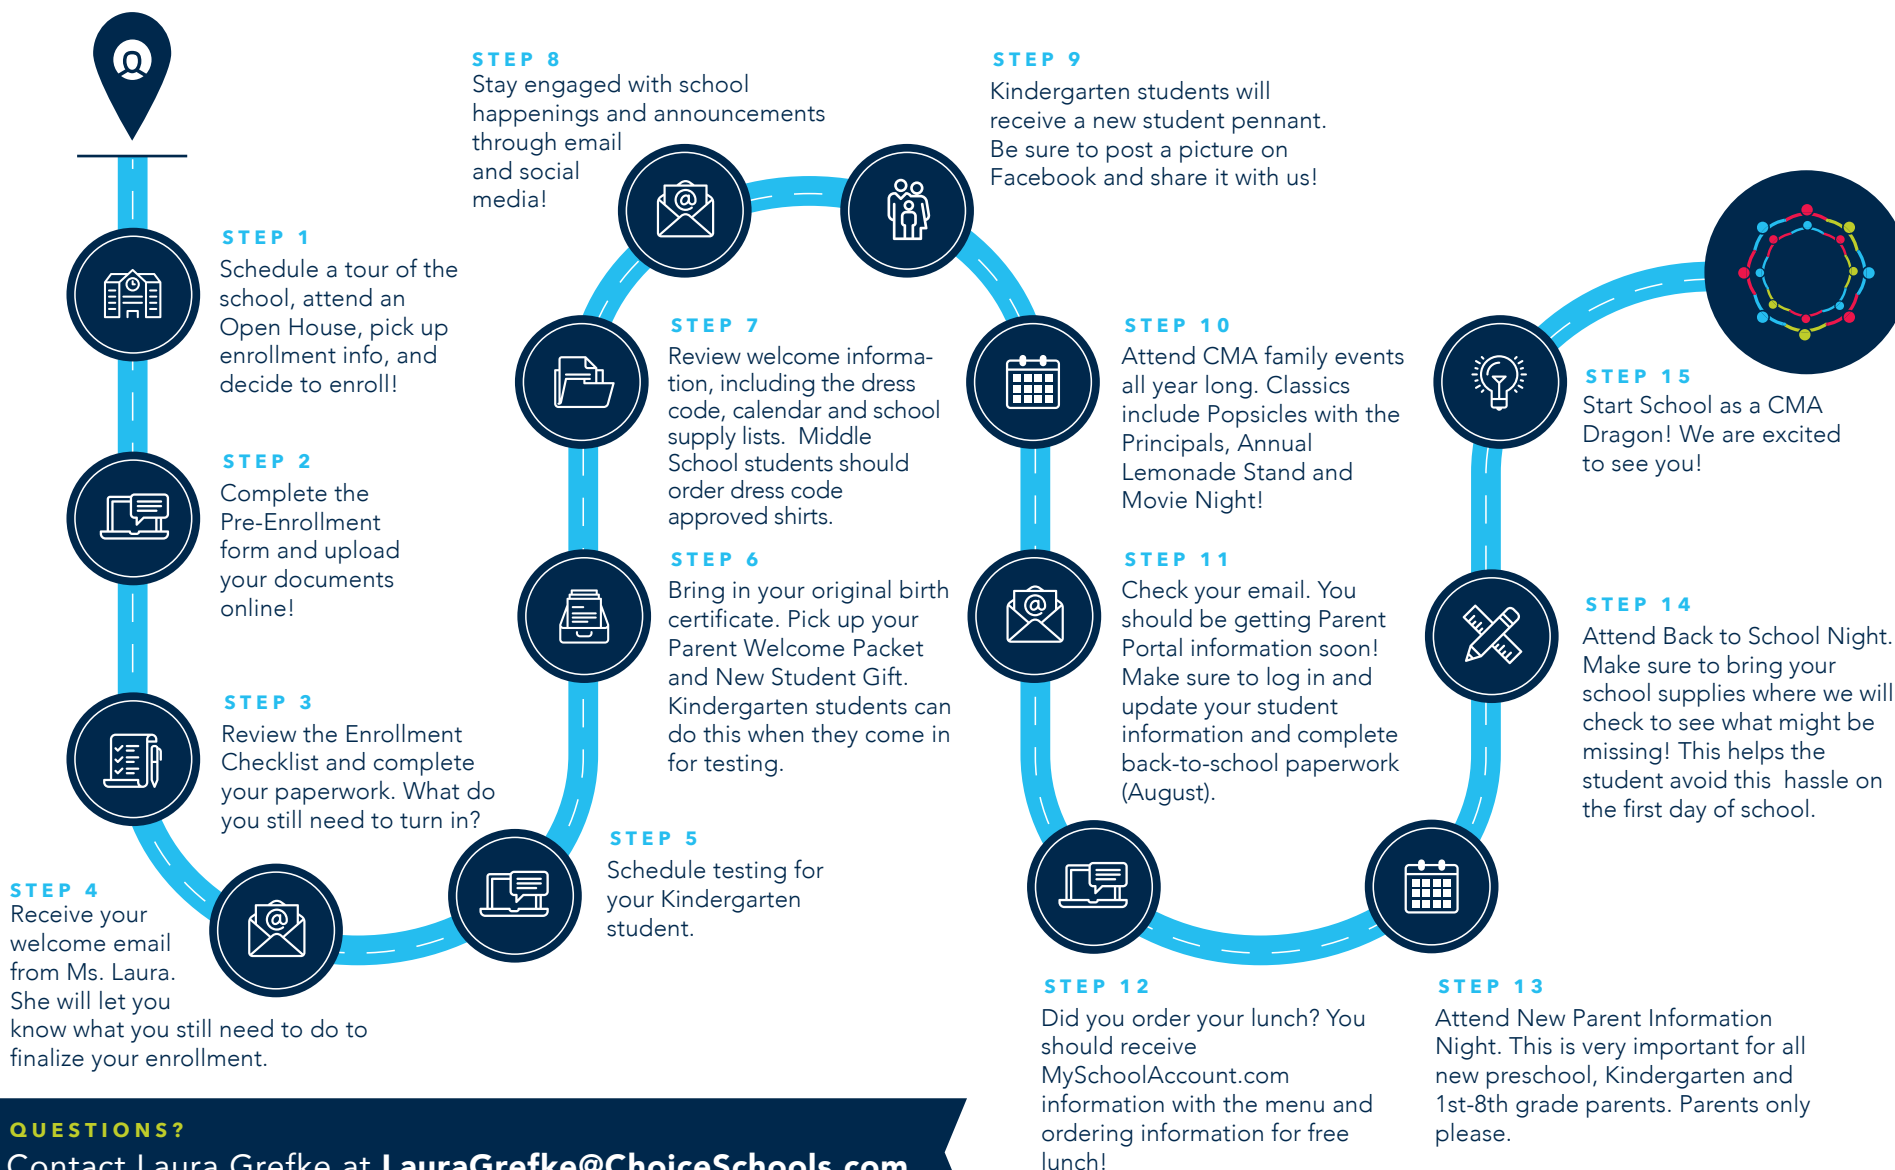 STEP 1
Schedule a tour of the
school, attend an
Open House, pick up
enrollment info, and
decide to enroll!
STEP 2
Complete the
Pre-Enrollment
form and upload
your documents
online!
STEP 3
Review the Enrollment
Checklist and complete
your paperwork. What do
you still need to turn in?
STEP 4
Receive your
welcome email
from Ms. Laura.
She will let you
know what you still need to do to
finalize your enrollment.
STEP 5
Schedule testing for
your Kindergarten
student.
STEP 6
Bring in your original birth
certificate. Pick up your
Parent Welcome Packet
and New Student Gift.
Kindergarten students can
do this when they come in
for testing.
STEP 7
Review welcome informa-
tion, including the dress
code, calendar and school
supply lists.  Middle
School students should
order dress code
approved shirts.
STEP 8
Stay engaged with school
happenings and announcements
through email
and social
media!
STEP 9
Kindergarten students will
receive a new student pennant.
Be sure to post a picture on
Facebook and share it with us!
STEP 10
Attend CMA family events
all year long. Classics
include Popsicles with the
Principals, Annual
Lemonade Stand and
Movie Night!
STEP 11
Check your email. You
should be getting Parent
Portal information soon!
Make sure to log in and
update your student
information and complete
back-to-school paperwork
(August).
STEP 12
Did you order your lunch? You
should receive
MySchoolAccount.com
information with the menu and
ordering information for free
lunch!
STEP 13
Attend New Parent Information
Night. This is very important for all
new preschool, Kindergarten and
1st-8th grade parents. Parents only
please.
STEP 14
Attend Back to School Night.
Make sure to bring your
school supplies where we will
check to see what might be
missing! This helps the
student avoid this  hassle on
the first day of school.
STEP 15
Start School as a CMA
Dragon! We are excited
to see you!
QUESTIONS?
Contact Laura Grefke at LauraGrefke@ChoiceSchools.com